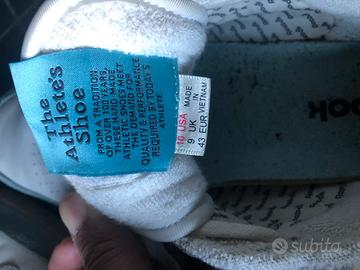 The
Athlete's
Shoe
FROM A TRADITION
OF OVER 100 YEARS,
THESE HAND MADE
ATHLETIC SHOES MEET
THE DEMAND FOR
QUALITY & PERFORMANCE
REQUIRED BY TODAY'S
ATHLETE
10 USA MADE
9 UK IN
43 EUR VIETNAM
ook
subito